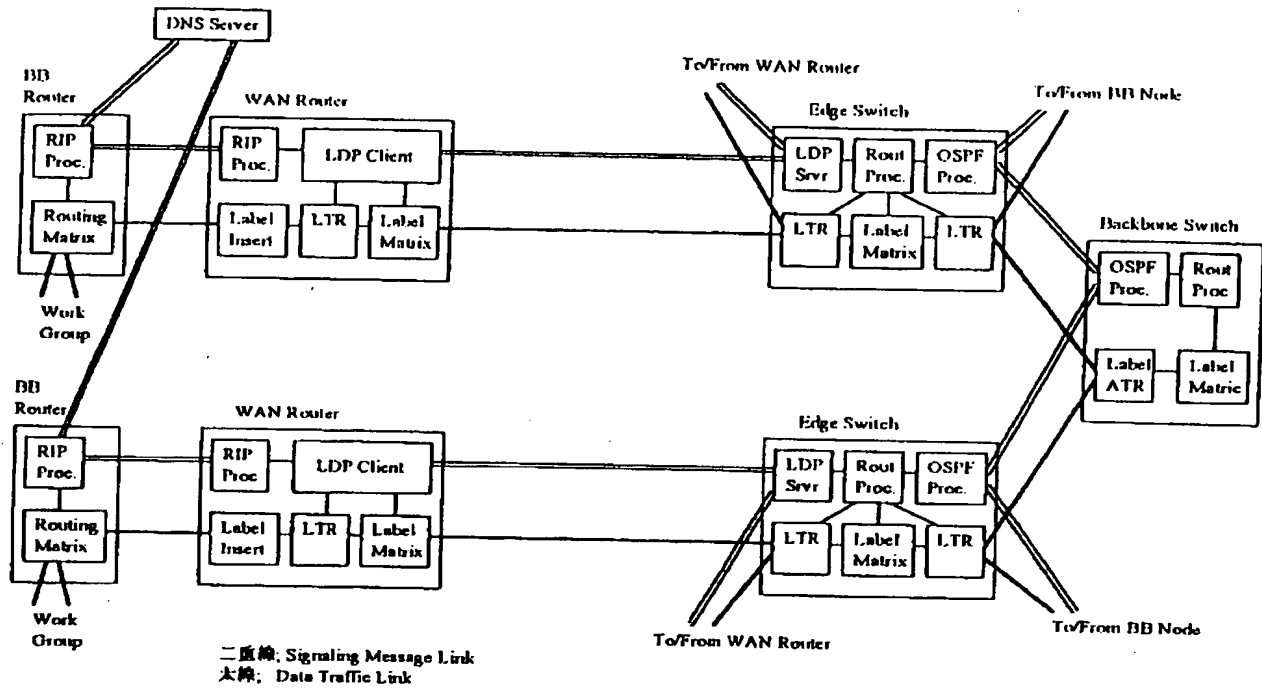 DNS Server
BB
Router
RIP
Proc.
Routing
Matrix
Work
Group
WAN Router
RIP
Proc.
LDP Client
Label
Insert
LTR
Label
Matrix
To/From WAN Router
To/From BB Node
Edge Switch
LDP
Srvr
Rout
Proc.
OSPF
Proc.
LTR
Label
Matrix
LTR
Backbone Switch
OSPF
Proc.
Rout
Proc
Label
ATR
Label
Matric
BB
Router
RIP
Proc.
Routing
Matrix
Work
Group
WAN Router
RIP
Proc
LDP Client
Label
Insert
LTR
Label
Matrix
Edge Switch
LDP
Srvr
Rout
Proc.
OSPF
Proc.
LTR
Label
Matrix
LTR
To/From WAN Router
To/From BB Node
二重線; Signaling Message Link
太線; Data Traffic Link